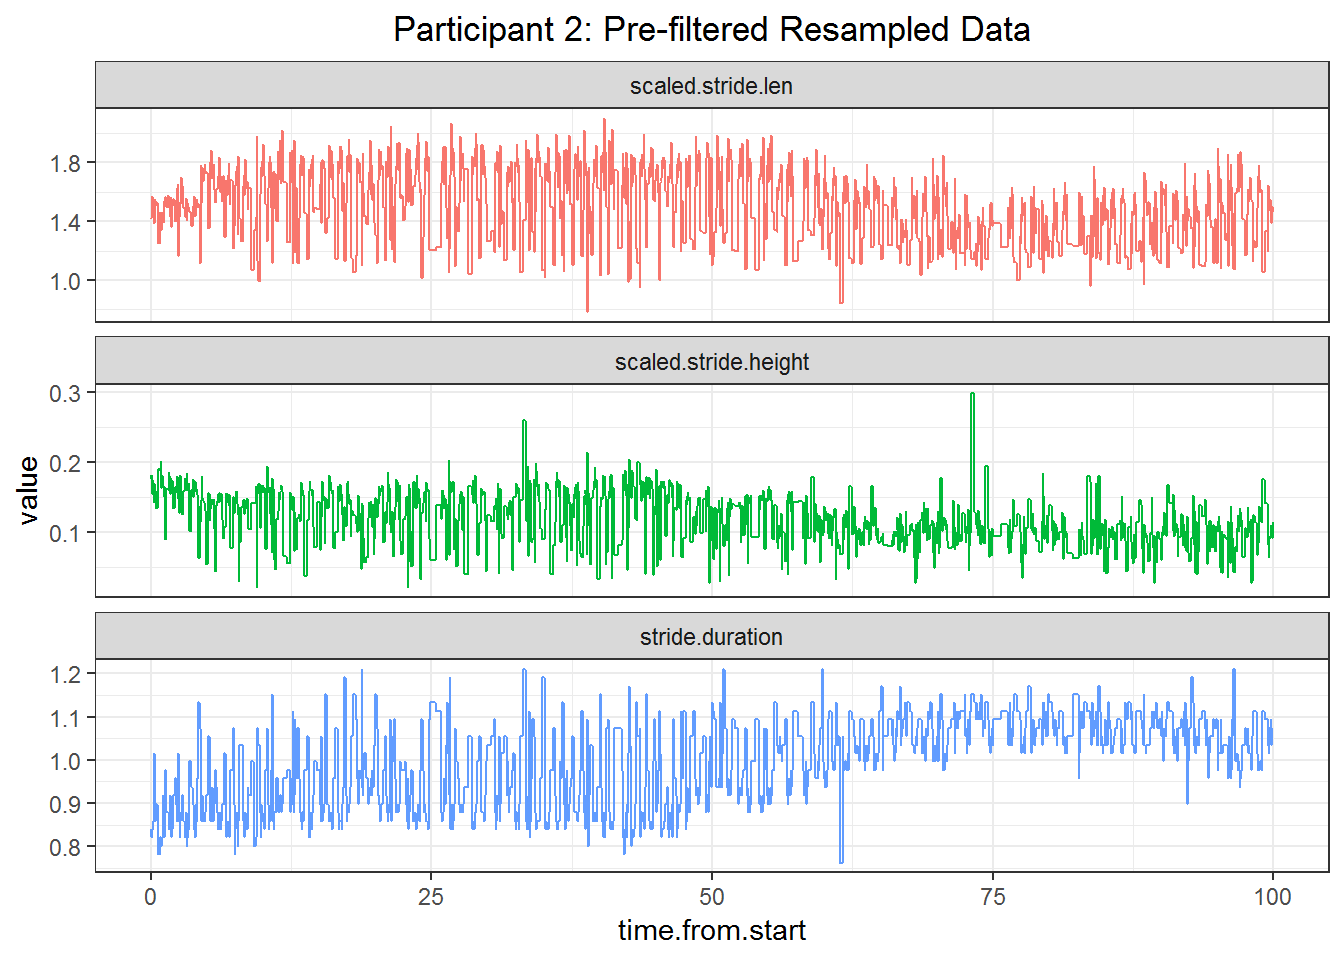 Participant 2: Pre-filtered Resampled Data
scaled.stride.len
1.8
1.4
1.0
scaled.stride.height
0.3
0.2
0.1
value
stride.duration
1.2
1.1
1.0
0.9
0.8
0 25 50 75 100
time.from.start